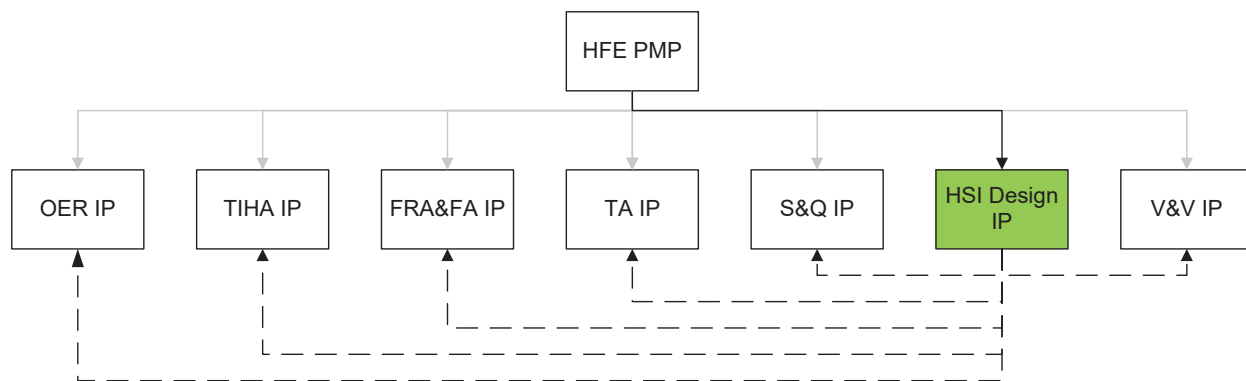 HFE PMP
OER IP
TIHA IP
FRA&FA IP
TA IP
S&Q IP
HSI Design
IP
V&V IP